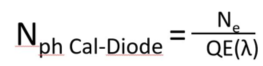 N_ph Cal-Diode = N_e / QE(λ)